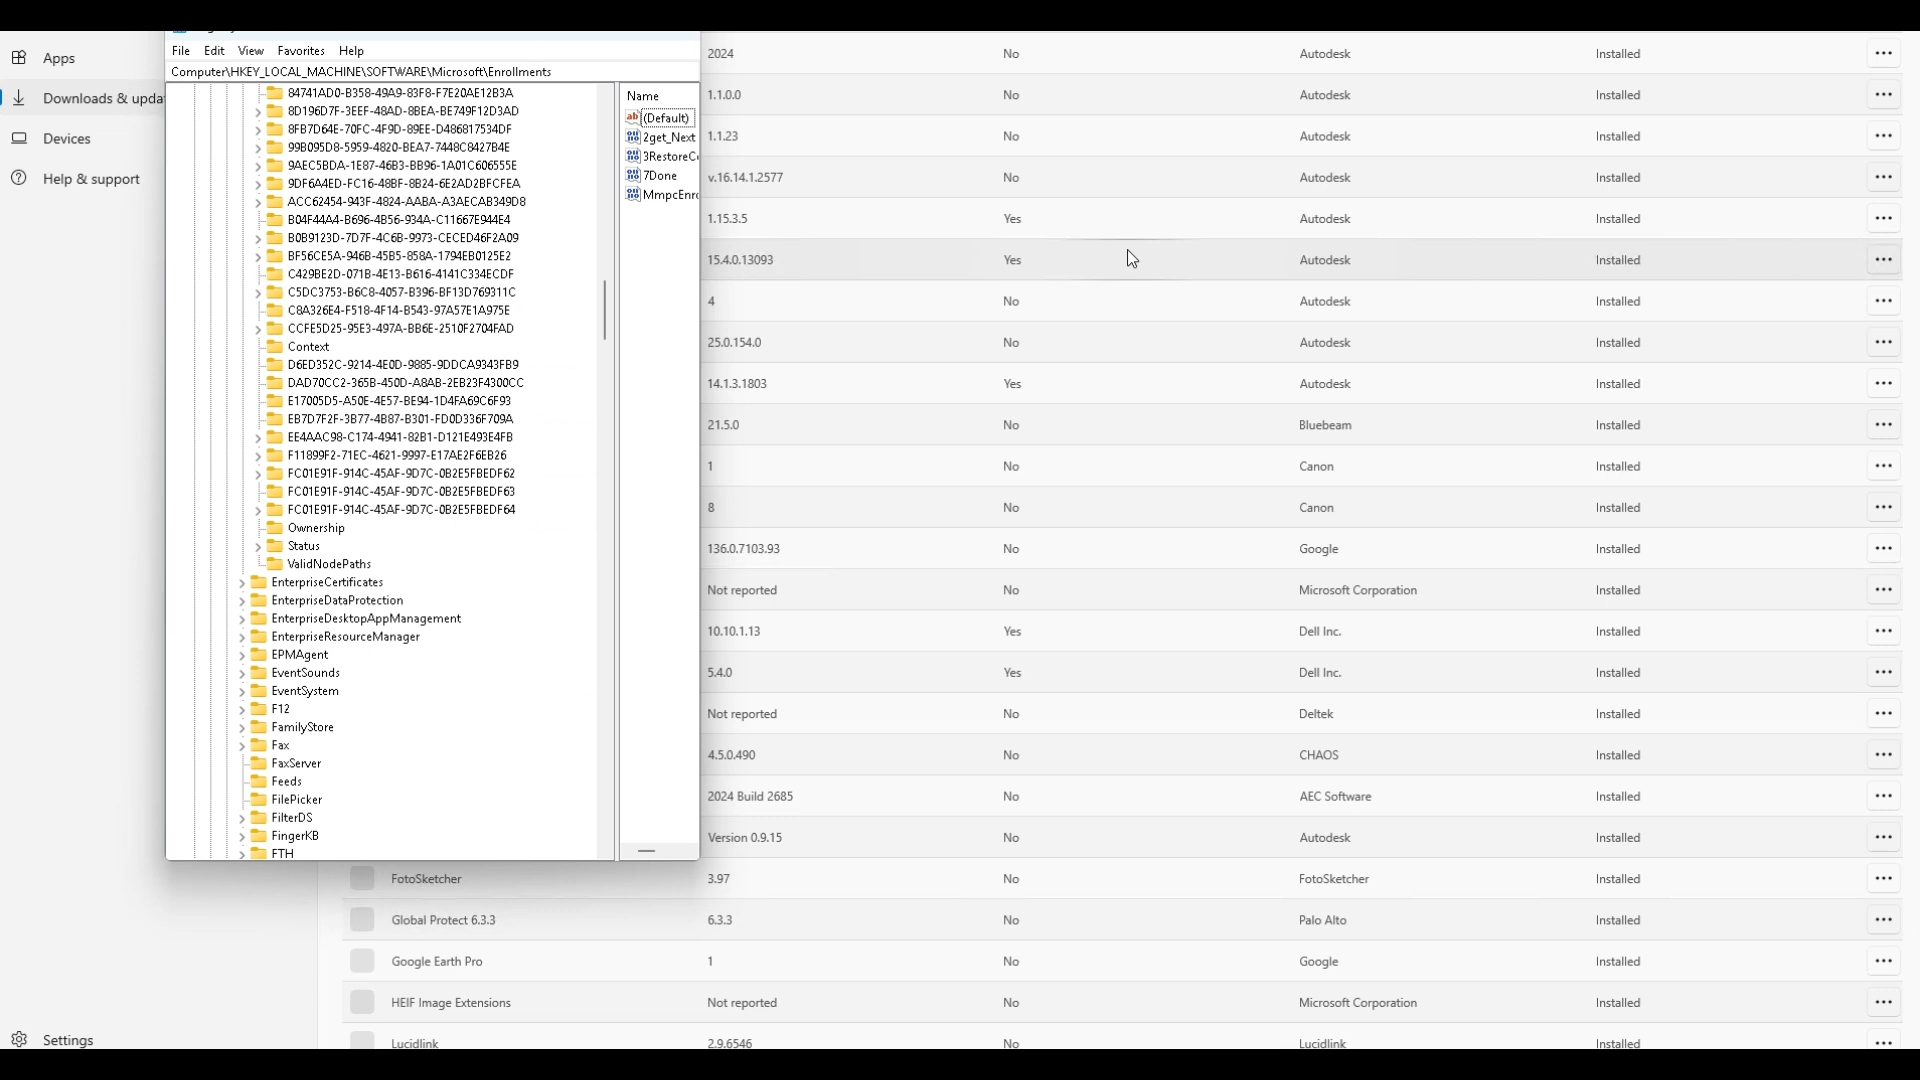 Apps
Downloads & upda
Devices
Help & support
Settings
File Edit View Favorites Help
Computer\HKEY_LOCAL_MACHINE\SOFTWARE\Microsoft\Enrollments
84741AD0-B358-49A9-83F8-F7E20AE12B3A
8D196D7F-3EEF-48AD-8BEA-BE749F12D3AD
8FB7D64E-70FC-4F9D-89EE-D486817534DF
99B095D8-5959-4820-BEA7-7448C8427B4E
9AEC5BDA-1E87-46B3-BB96-1A01C606555E
9DF6A4ED-FC16-48BF-8B24-6E2AD2BFCFEA
ACC62454-943F-4824-AABA-A3AECAB349D8
B04F44A4-B696-4B56-934A-C11667E944E4
B0B9123D-7D7F-4C6B-9973-CECED46F2A09
BF56CE5A-946B-45B5-858A-1794EB0125E2
C429BE2D-071B-4E13-B616-4141C334ECDF
C5DC3753-B6C8-4057-B396-BF13D769311C
C8A326E4-F518-4F14-B543-97A57E1A975E
CCFE5D25-95E3-497A-BB6E-2510F2704FAD
Context
D6ED352C-9214-4E0D-9885-9DDCA9343FB9
DAD70CC2-365B-450D-A8AB-2EB23F4300CC
E17005D5-A50E-4E57-BE94-1D4FA69C6F93
EB7D7F2F-3B77-4B87-B301-FD0D336F709A
EE4AAC98-C174-4941-82B1-D121E493E4FB
F11899F2-71EC-4621-9997-E17AE2F6EB26
FC01E91F-914C-45AF-9D7C-0B2E5FBEDF62
FC01E91F-914C-45AF-9D7C-0B2E5FBEDF63
FC01E91F-914C-45AF-9D7C-0B2E5FBEDF64
Ownership
Status
ValidNodePaths
EnterpriseCertificates
EnterpriseDataProtection
EnterpriseDesktopAppManagement
EnterpriseResourceManager
EPMAgent
EventSounds
EventSystem
F12
FamilyStore
Fax
FaxServer
Feeds
FilePicker
FilterDS
FingerKB
FTH
Name
(Default)
2get_Next
3RestoreC
7Done
MmpcEnro
2024 No Autodesk Installed
1.1.0.0 No Autodesk Installed
1.1.23 No Autodesk Installed
v.16.14.1.2577 No Autodesk Installed
1.15.3.5 Yes Autodesk Installed
15.4.0.13093 Yes Autodesk Installed
4 No Autodesk Installed
25.0.154.0 No Autodesk Installed
14.1.3.1803 Yes Autodesk Installed
21.5.0 No Bluebeam Installed
1 No Canon Installed
8 No Canon Installed
136.0.7103.93 No Google Installed
Not reported No Microsoft Corporation Installed
10.10.1.13 Yes Dell Inc. Installed
5.4.0 Yes Dell Inc. Installed
Not reported No Deltek Installed
4.5.0.490 No CHAOS Installed
2024 Build 2685 No AEC Software Installed
Version 0.9.15 No Autodesk Installed
FotoSketcher 3.97 No FotoSketcher Installed
Global Protect 6.3.3 6.3.3 No Palo Alto Installed
Google Earth Pro 1 No Google Installed
HEIF Image Extensions Not reported No Microsoft Corporation Installed
Lucidlink 2.9.6546 No Lucidlink Installed